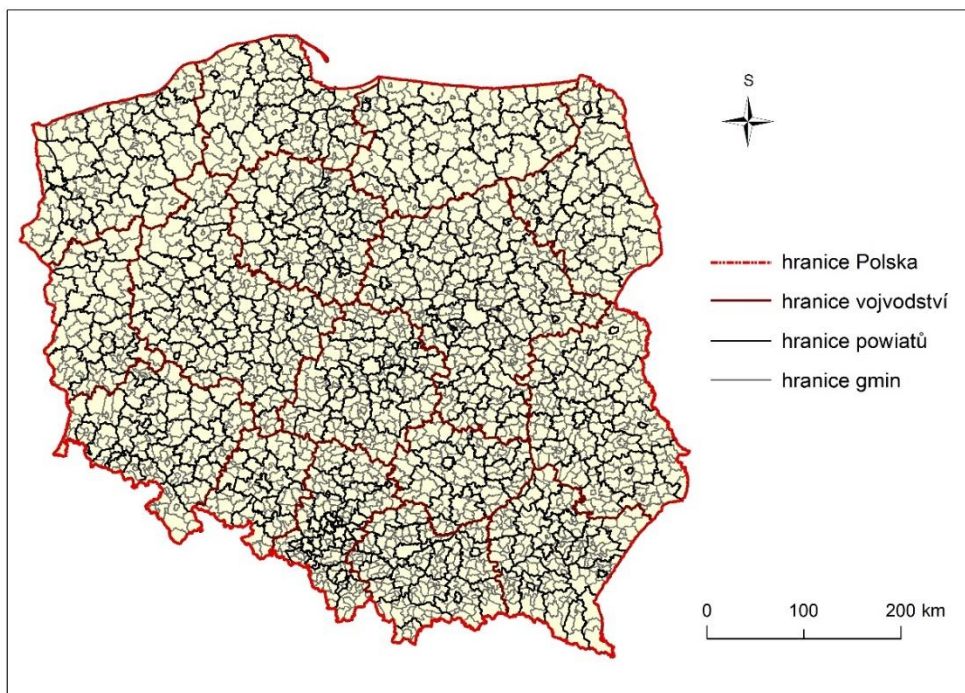 S
hranice Polska
hranice vojvodství
hranice powiatů
hranice gmin
0 100 200 km